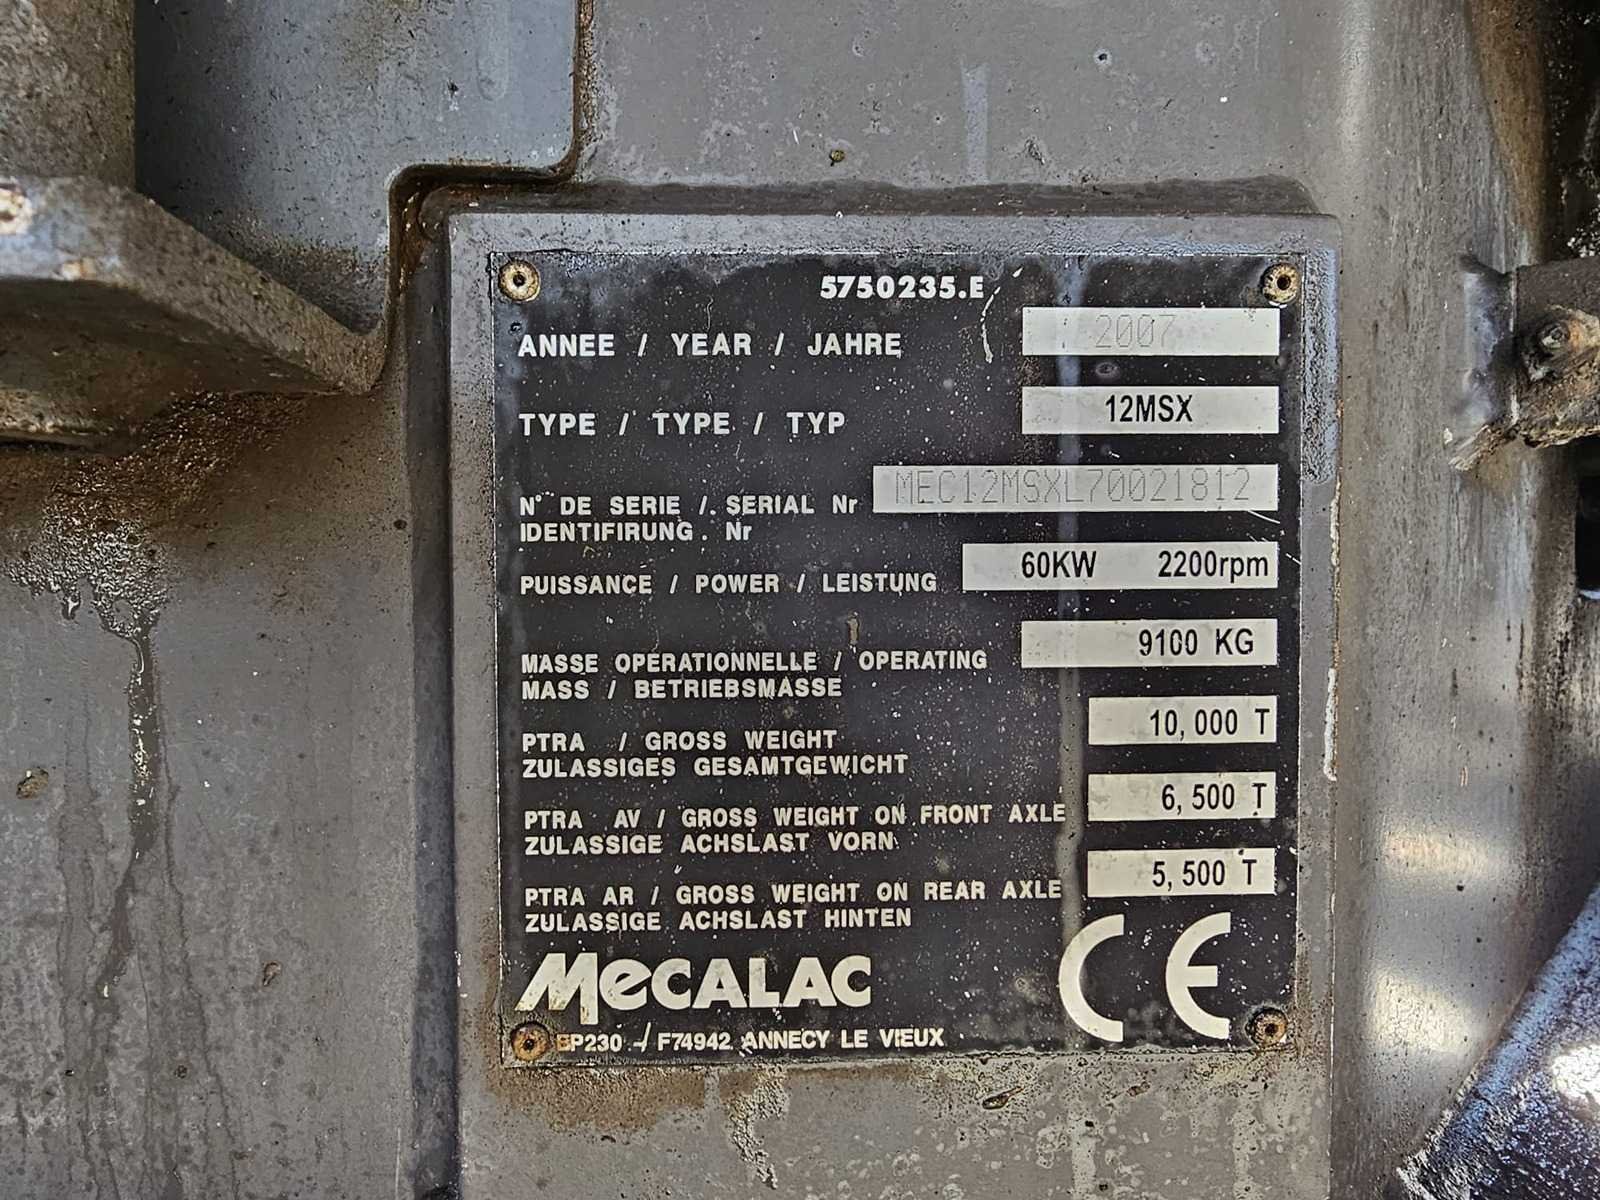 5750235.E
ANNEE / YEAR / JAHRE 2007
TYPE / TYPE / TYP 12MSX
N° DE SERIE /. SERIAL Nr MEC12MSXL70021812
IDENTIFIRUNG. Nr
PUISSANCE / POWER / LEISTUNG 60KW 2200rpm
MASSE OPERATIONNELLE / OPERATING 9100 KG
MASS / BETRIEBSMASSE
PTRA / GROSS WEIGHT 10,000 T
ZULASSIGES GESAMTGEWICHT
PTRA AV / GROSS WEIGHT ON FRONT AXLE 6,500 T
ZULASSIGE ACHSLAST VORN
PTRA AR / GROSS WEIGHT ON REAR AXLE 5,500 T
ZULASSIGE ACHSLAST HINTEN
MECALAC CE
BP230 - F74942 ANNECY LE VIEUX